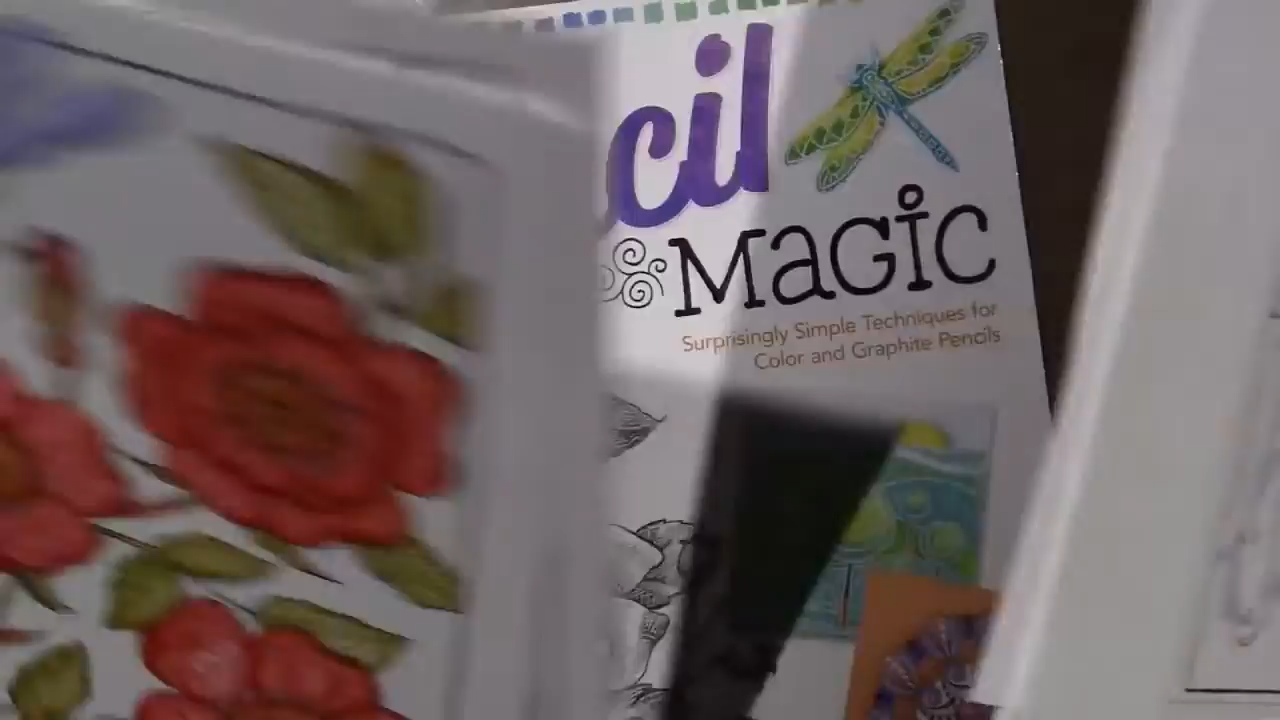 cil
MAGIC
Surprisingly Simple Techniques for
Color and Graphite Pencils